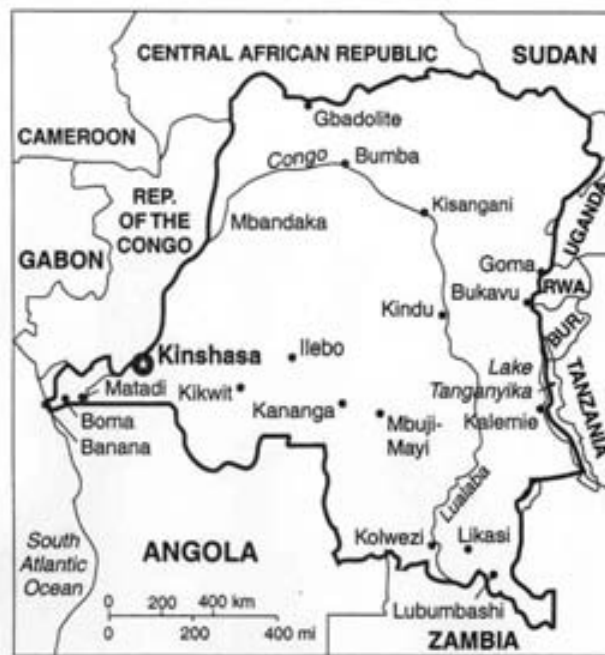 CENTRAL AFRICAN REPUBLIC
SUDAN
CAMEROON
Gbadolite
Congo
Bumba
REP.
OF THE
CONGO
Mbandaka
Kisangani
UGANDA
GABON
Goma
RWA.
Bukavu
Kindu
BUR.
Kinshasa
Ilebo
Lake
Tanganyika
TANZANIA
Matadi
Kikwit
Kananga
Mbuji-
Mayi
Kalemie
Boma
Banana
Lualaba
Kolwezi
Likasi
South
Atlantic
Ocean
ANGOLA
Lubumbashi
0 200 400 km
0 200 400 mi
ZAMBIA